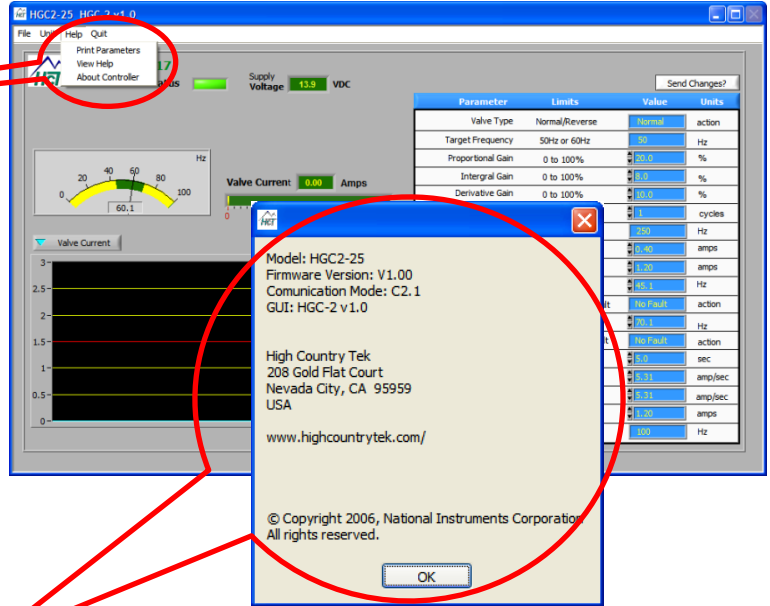 HGC2-25 HGC-2 v1.0
File Unit Help Quit
Print Parameters
View Help
About Controller
HCT
Supply Voltage 13.9 VDC
Send Changes?
Parameter Limits Value Units
Valve Type Normal/Reverse Normal action
Target Frequency 50Hz or 60Hz 50 Hz
Proportional Gain 0 to 100% 20.0 %
Intergral Gain 0 to 100% 8.0 %
Derivative Gain 0 to 100% 10.0 %
1 cycles
250 Hz
0.40 amps
1.20 amps
45.1 Hz
No Fault action
70.1 Hz
No Fault action
5.0 sec
5.31 amp/sec
5.31 amp/sec
1.20 amps
100 Hz
Hz
0 20 40 60 80 100
60.1
Valve Current 0.00 Amps
0
Valve Current
3
2.5
2
1.5
1
0.5
0
HCT
Model: HGC2-25
Firmware Version: V1.00
Comunication Mode: C2.1
GUI: HGC-2 v1.0
High Country Tek
208 Gold Flat Court
Nevada City, CA 95959
USA
www.highcountrytek.com/
© Copyright 2006, National Instruments Corporation
All rights reserved.
OK